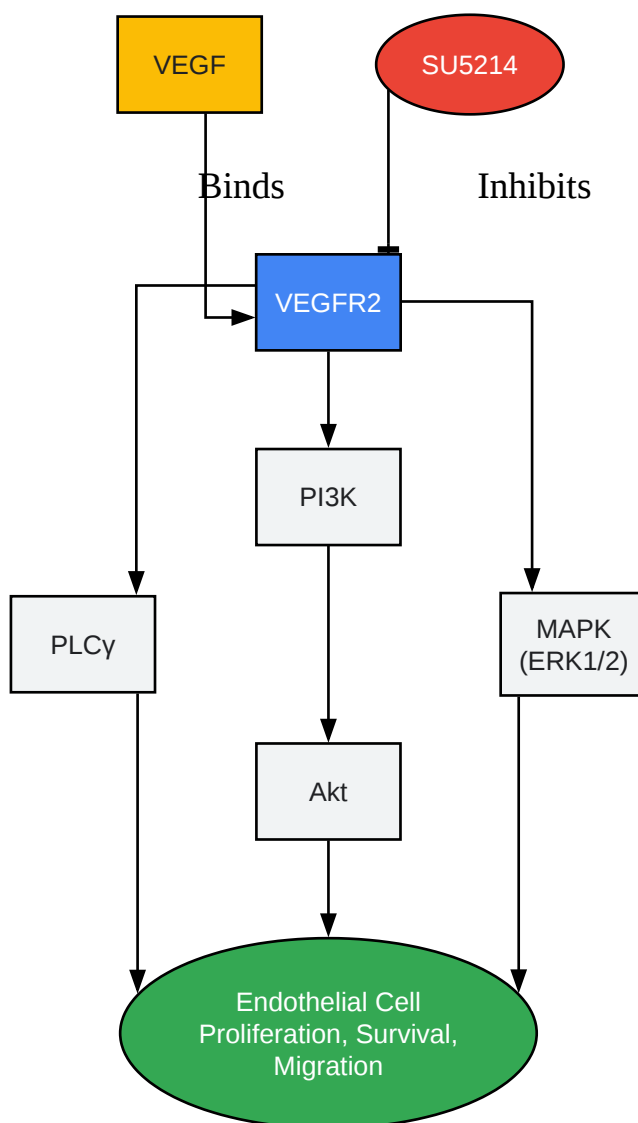 VEGF
SU5214
Binds
Inhibits
VEGFR2
PI3K
PLCγ
MAPK
(ERK1/2)
Akt
Endothelial Cell
Proliferation, Survival,
Migration